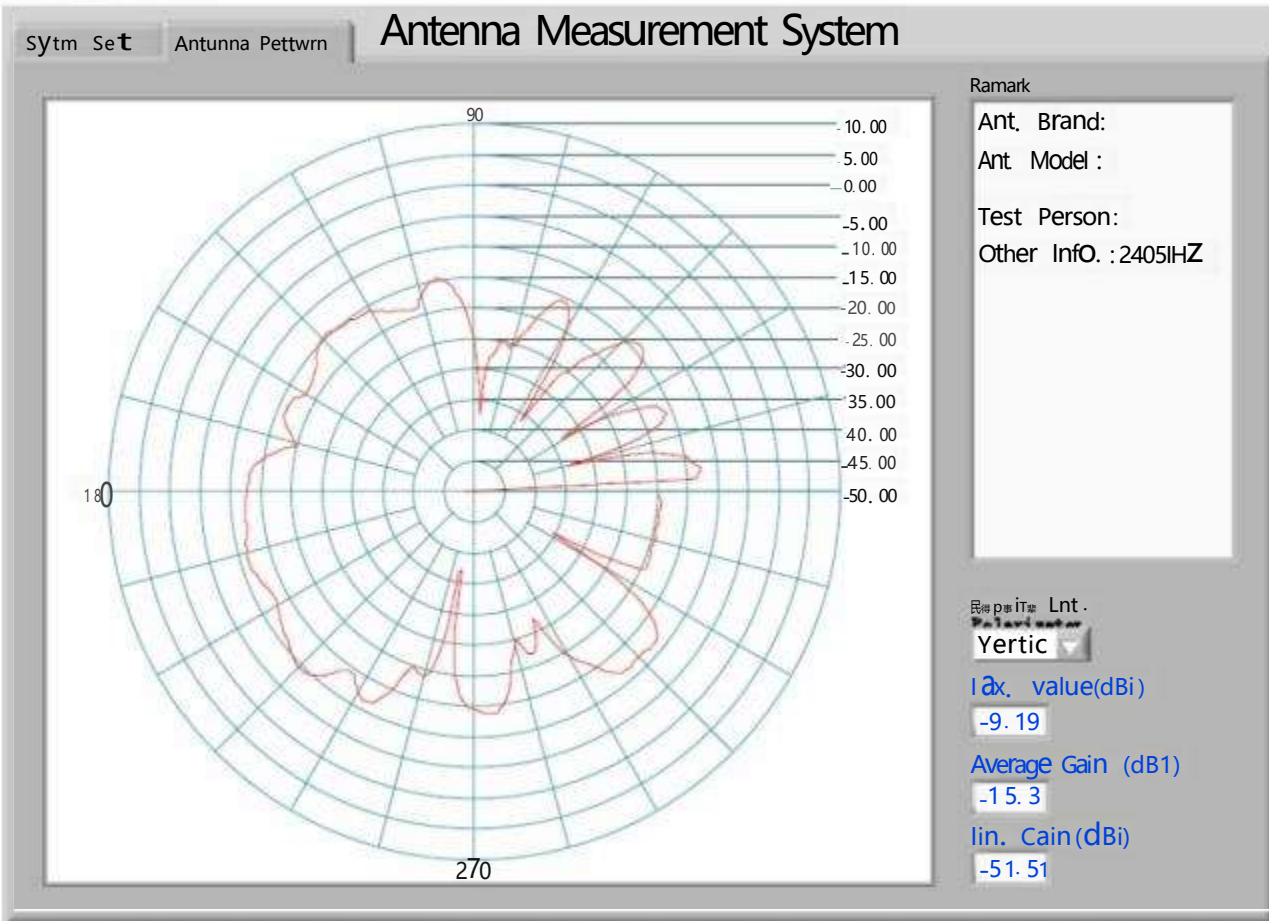 Antenna Measurement System
Sytm Set
Antunna Pettwrn
Ramark
Ant. Brand:
Ant Model :
Test Person:
Other Info. :2405IHZ
90
-10.00
5.00
-0.00
-5.00
-10.00
-15.00
-20.00
-25.00
-30.00
35.00
40.00
-45.00
-50.00
180
270
Lnt.
Yertic
Iax. value(dBi)
-9.19
Average Gain (dB1)
-15.3
Iin. Cain(dBi)
-51.51